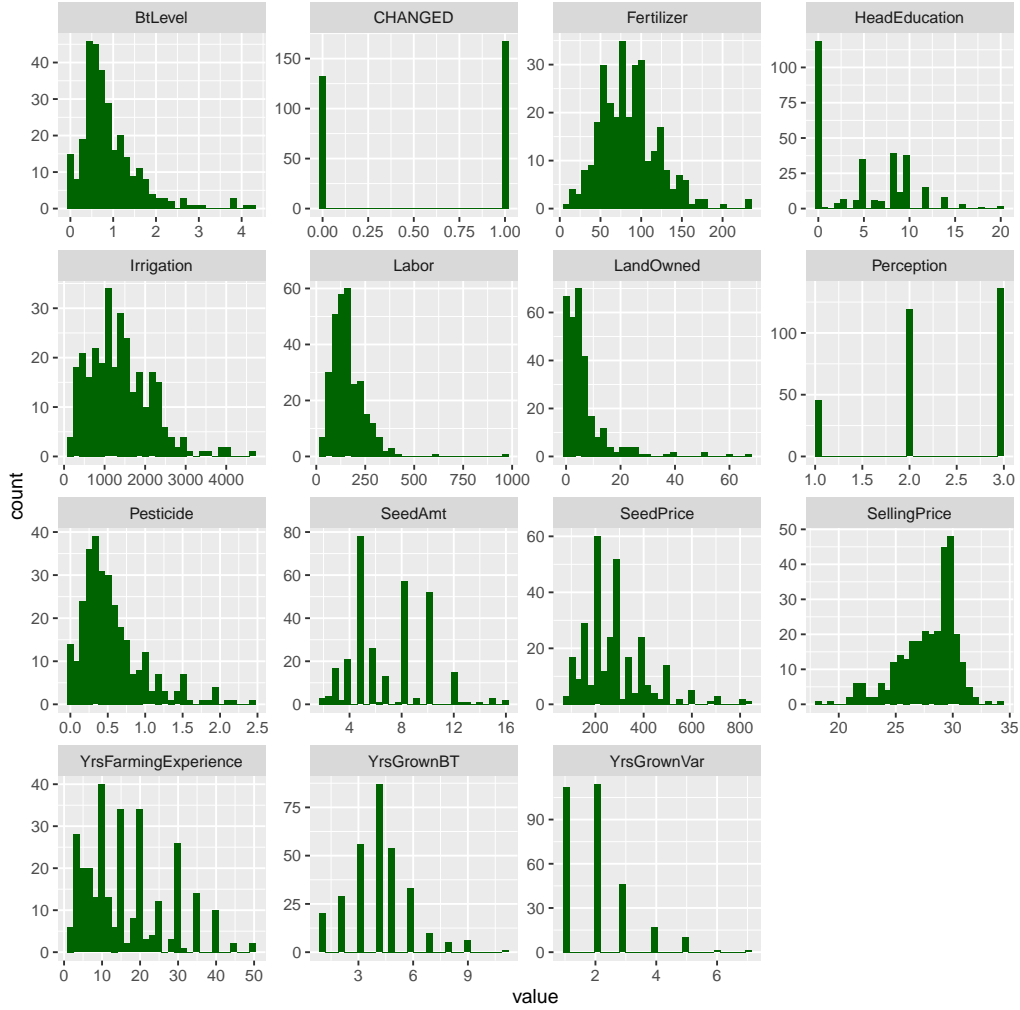 BtLevel CHANGED Fertilizer HeadEducation
0 10 20 30 40
0 50 100 150
0 10 20 30
0 25 50 75 100
0 1 2 3 4
0.00 0.25 0.50 0.75 1.00
0 50 100 150 200
0 5 10 15 20
Irrigation Labor LandOwned Perception
0 10 20 30
0 20 40 60
0 20 40 60
0 50 100
0 1000 2000 3000 4000
0 250 500 750 1000
0 20 40 60
1.0 1.5 2.0 2.5 3.0
count
Pesticide SeedAmt SeedPrice SellingPrice
0 10 20 30 40
0 20 40 60 80
0 20 40 60
0 10 20 30 40 50
0.0 0.5 1.0 1.5 2.0 2.5
4 8 12 16
200 400 600 800
20 25 30 35
YrsFarmingExperience YrsGrownBT YrsGrownVar
0 10 20 30 40
0 25 50 75
0 30 60 90
0 10 20 30 40 50
3 6 9
2 4 6
value